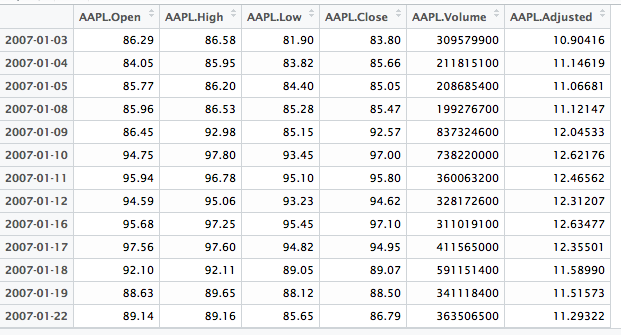 AAPL.Open AAPL.High AAPL.Low AAPL.Close AAPL.Volume AAPL.Adjusted
2007-01-03 86.29 86.58 81.90 83.80 309579900 10.90416
2007-01-04 84.05 85.95 83.82 85.66 211815100 11.14619
2007-01-05 85.77 86.20 84.40 85.05 208685400 11.06681
2007-01-08 85.96 86.53 85.28 85.47 199276700 11.12147
2007-01-09 86.45 92.98 85.15 92.57 837324600 12.04533
2007-01-10 94.75 97.80 93.45 97.00 738220000 12.62176
2007-01-11 95.94 96.78 95.10 95.80 360063200 12.46562
2007-01-12 94.59 95.06 93.23 94.62 328172600 12.31207
2007-01-16 95.68 97.25 95.45 97.10 311019100 12.63477
2007-01-17 97.56 97.60 94.82 94.95 411565000 12.35501
2007-01-18 92.10 92.11 89.05 89.07 591151400 11.58990
2007-01-19 88.63 89.65 88.12 88.50 341118400 11.51573
2007-01-22 89.14 89.16 85.65 86.79 363506500 11.29322